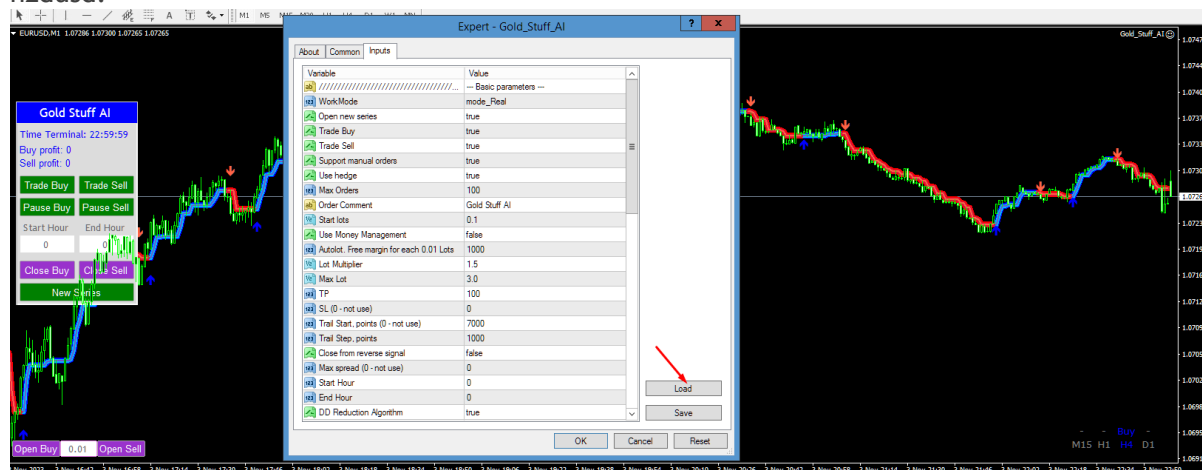 A T M1 M5
EURUSD,M1 1.07286 1.07300 1.07265 1.07265
Gold_Stuff_AI
Expert - Gold_Stuff_AI
? x
About Common Inputs
Variable Value
--- Basic parameters ---
WorkMode mode_Real
Open new series true
Trade Buy true
Trade Sell true
Support manual orders true
Use hedge true
Max Orders 100
Order Comment Gold Stuff AI
Start lots 0.1
Use Money Management false
Autolot. Free margin for each 0.01 Lots 1000
Lot Multiplier 1.5
Max Lot 3.0
TP 100
SL (0 - not use) 0
Trail Start, points (0 - not use) 7000
Trail Step, points 1000
Close from reverse signal false
Max spread (0 - not use) 0
Start Hour 0
End Hour 0
DD Reduction Algorithm true
Load
Save
OK Cancel Reset
Gold Stuff AI
Time Terminal: 22:59:59
Buy profit: 0
Sell profit: 0
Trade Buy Trade Sell
Pause Buy Pause Sell
Start Hour End Hour
0 0
Close Buy Close Sell
New Series
Open Buy 0.01 Open Sell
- - Buy -
M15 H1 H4 D1